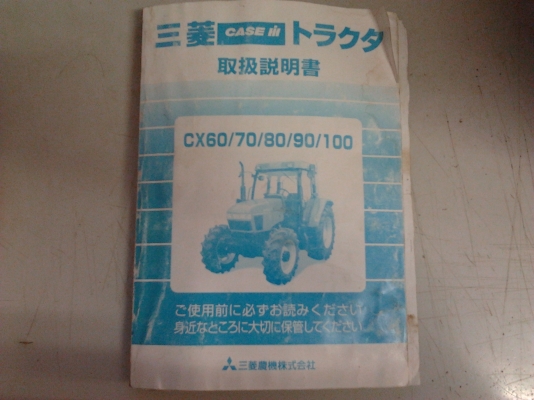 三菱 CASE III トラクタ
取扱説明書
CX60/70/80/90/100
ご使用前に必ずお読みください
身近なところに大切に保管してください
三菱農機株式会社